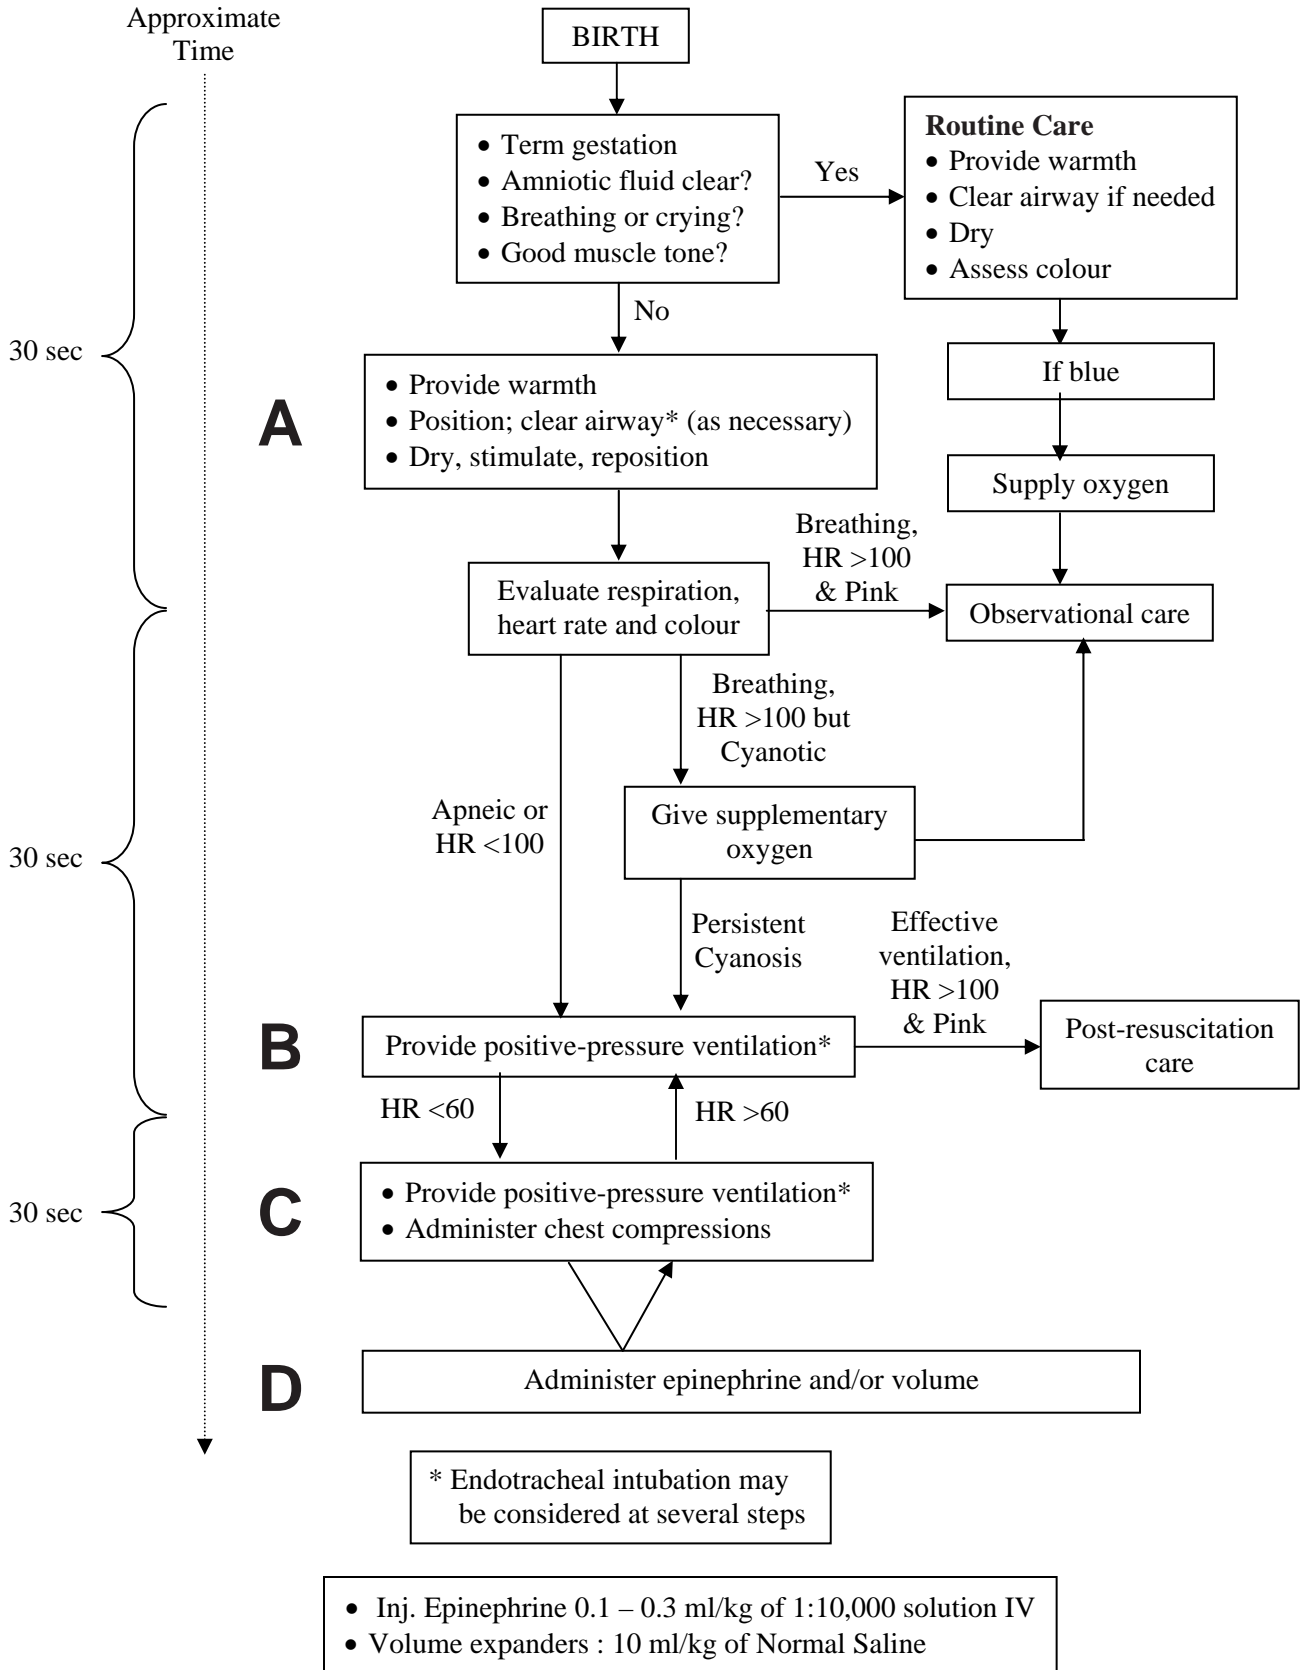 Approximate
Time
BIRTH
• Term gestation
• Amniotic fluid clear?
• Breathing or crying?
• Good muscle tone?
Yes
Routine Care
• Provide warmth
• Clear airway if needed
• Dry
• Assess colour
No
30 sec
If blue
A
• Provide warmth
• Position; clear airway* (as necessary)
• Dry, stimulate, reposition
Supply oxygen
Breathing,
HR >100
& Pink
Evaluate respiration,
heart rate and colour
Observational care
Breathing,
HR >100 but
Cyanotic
Apneic or
HR <100
Give supplementary
oxygen
30 sec
Persistent
Cyanosis
Effective
ventilation,
HR >100
& Pink
B
Provide positive-pressure ventilation*
Post-resuscitation
care
HR <60
HR >60
30 sec
C
• Provide positive-pressure ventilation*
• Administer chest compressions
D
Administer epinephrine and/or volume
* Endotracheal intubation may
be considered at several steps
• Inj. Epinephrine 0.1 – 0.3 ml/kg of 1:10,000 solution IV
• Volume expanders : 10 ml/kg of Normal Saline